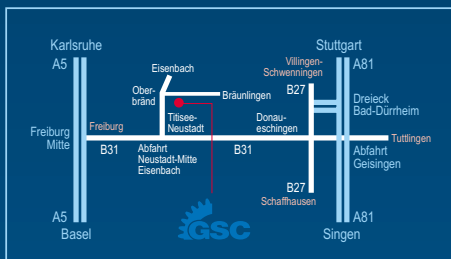 Karlsruhe
Stuttgart
A5
A81
Eisenbach
Villingen-
Schwenningen
Ober-
bränd
Bräunlingen
B27
Dreieck
Bad-Dürrheim
Titisee-
Neustadt
Donau-
eschingen
Freiburg
Mitte
Freiburg
Tuttlingen
B31
Abfahrt
Neustadt-Mitte
Eisenbach
B31
Abfahrt
Geisingen
B27
Schaffhausen
A5
A81
Basel
GSC
Singen